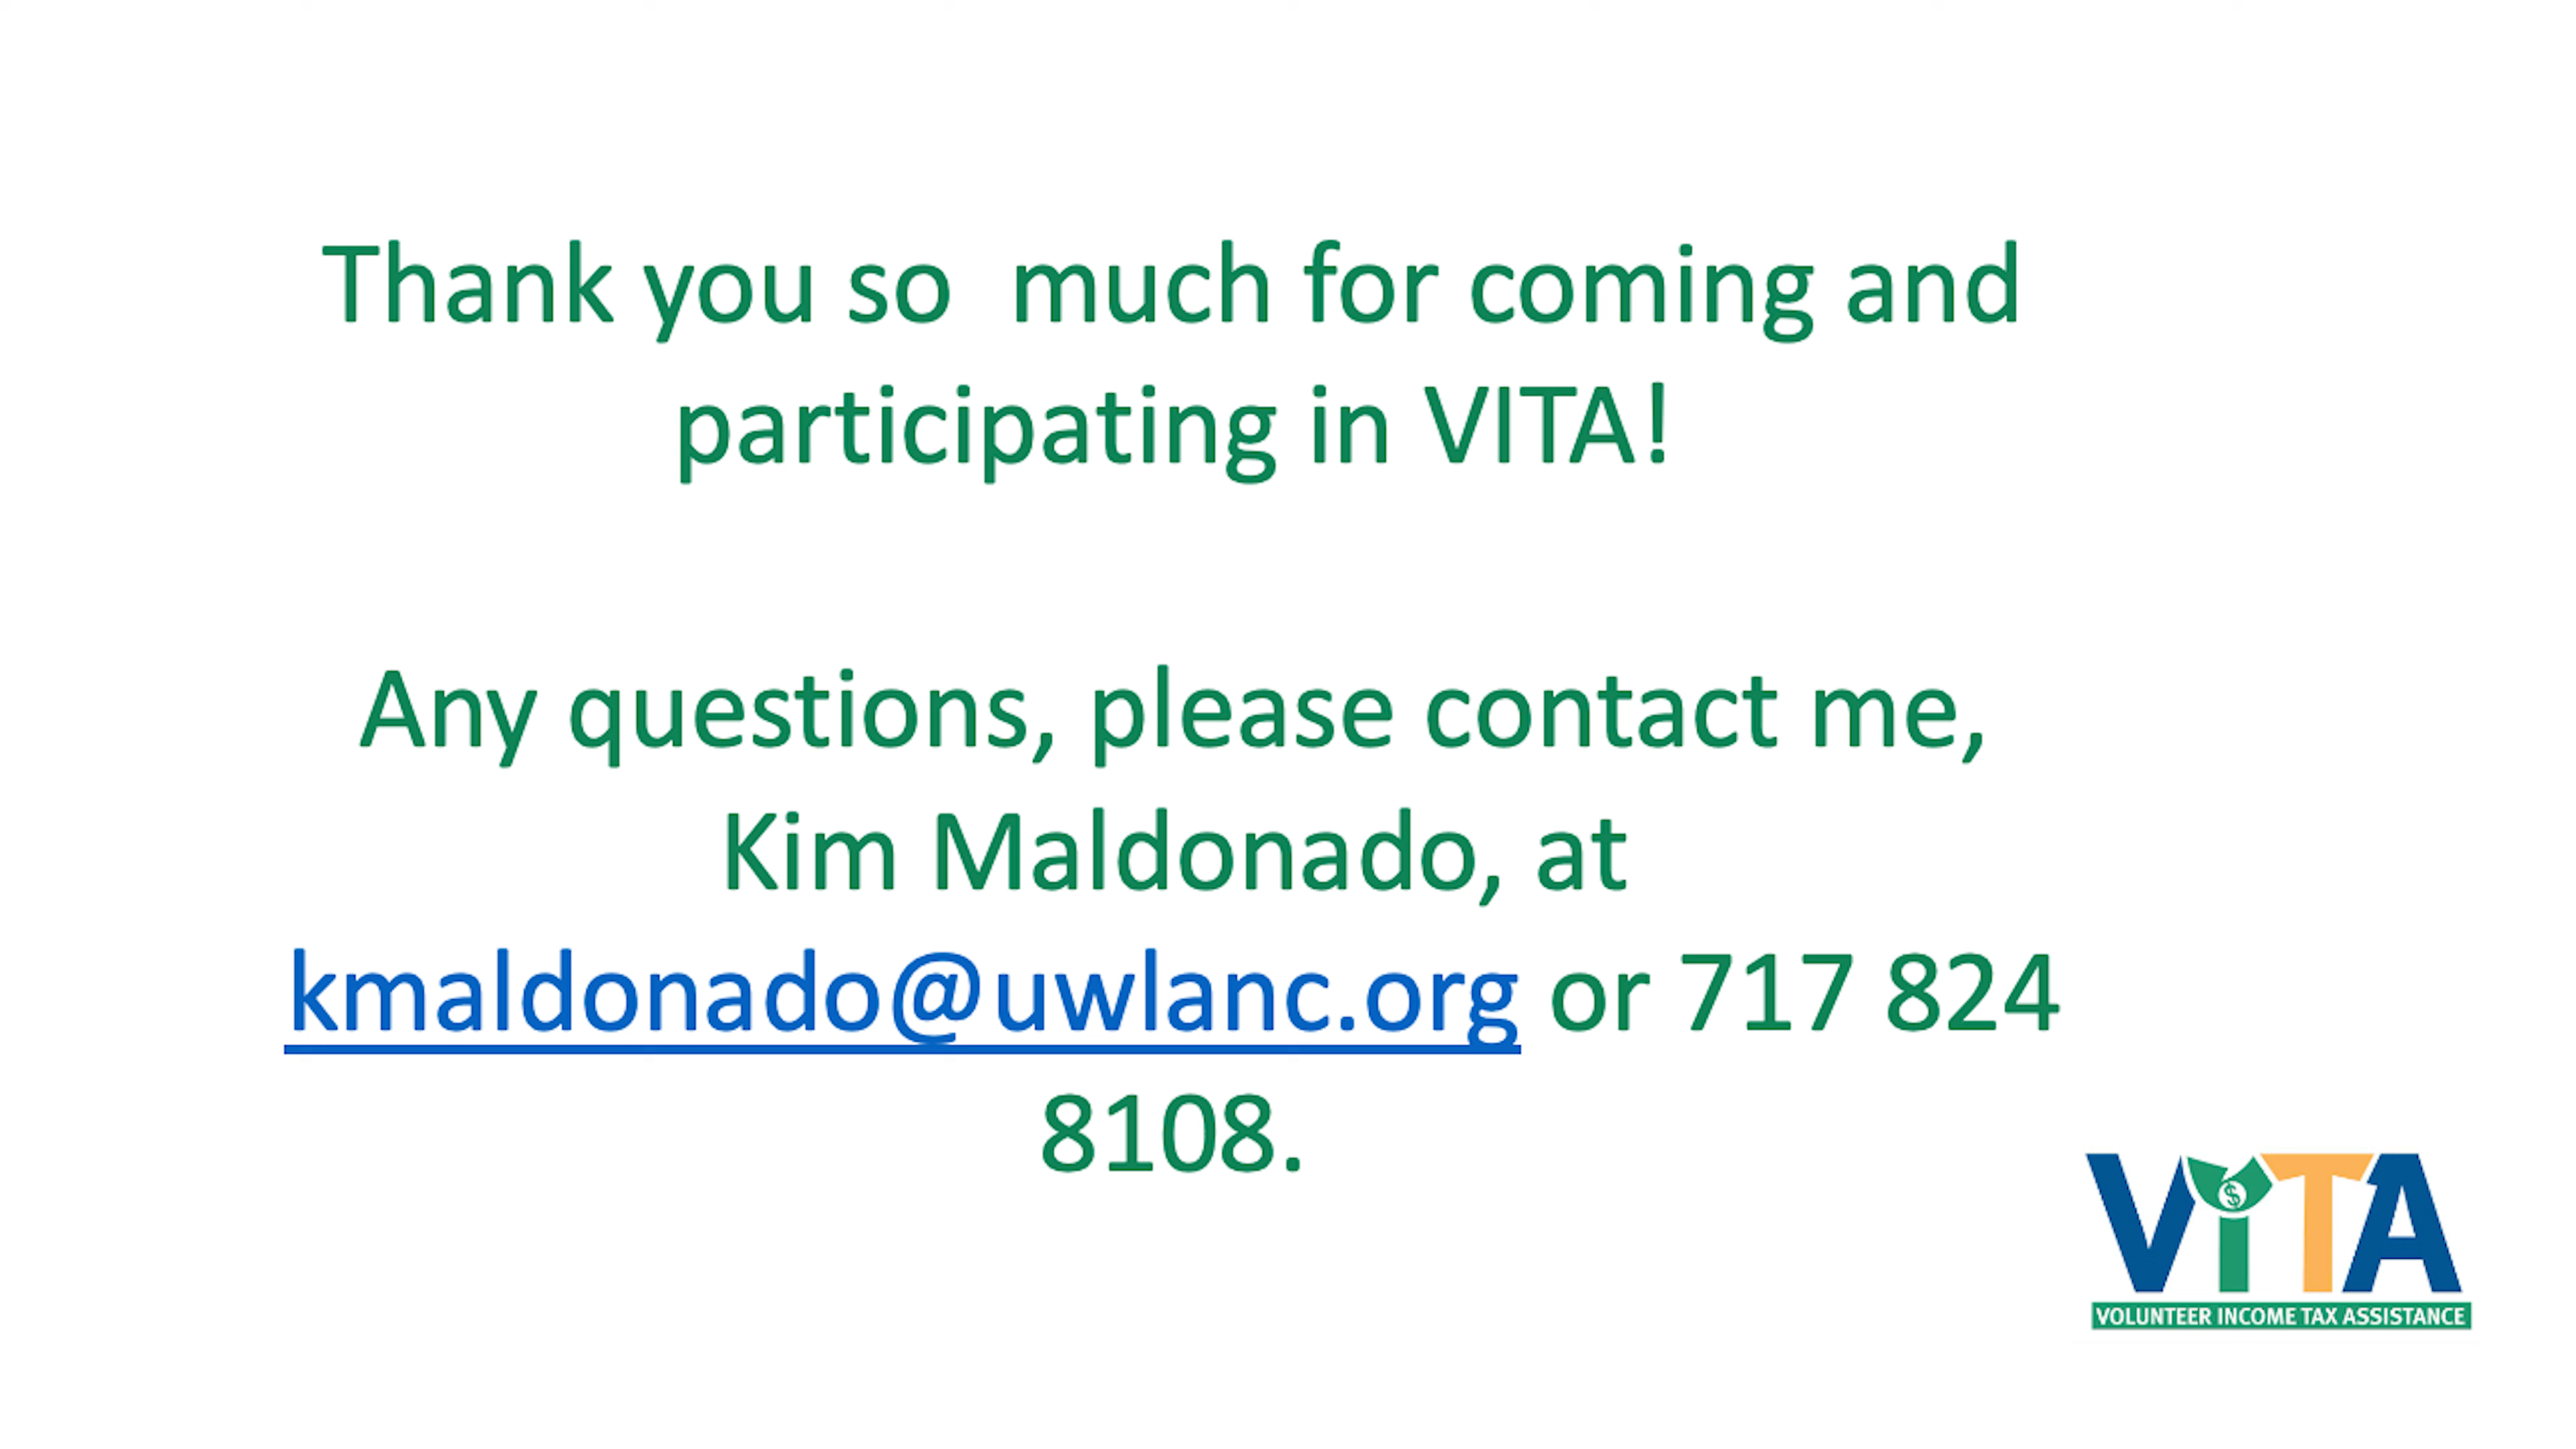 Thank you so  much for coming and
participating in VITA!
Any questions, please contact me,
Kim Maldonado, at
kmaldonado@uwlanc.org or 717 824
8108.
VITA
VOLUNTEER INCOME TAX ASSISTANCE